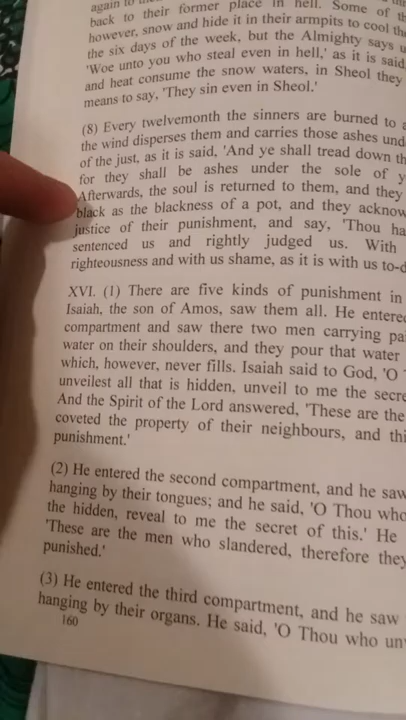 again to
back to their former place in hell. Some of
however, snow and hide it in their armpits to cool
the six days of the week, but the Almighty says
'Woe unto you who steal even in hell,' as it is said
and heat consume the snow waters, in Sheol they
means to say, 'They sin even in Sheol.'
(8) Every twelvemonth the sinners are burned to
the wind disperses them and carries those ashes
of the just, as it is said, 'And ye shall tread down
for they shall be ashes under the sole of
Afterwards, the soul is returned to them, and they
black as the blackness of a pot, and they acknow
justice of their punishment, and say, 'Thou ha
sentenced us and rightly judged us. With
righteousness and with us shame, as it is with us to-d
XVI. (1) There are five kinds of punishment in
Isaiah, the son of Amos, saw them all. He entere
compartment and saw there two men carrying pa
water on their shoulders, and they pour that water
which, however, never fills. Isaiah said to God, 'O
unveilest all that is hidden, unveil to me the secre
And the Spirit of the Lord answered, 'These are the
coveted the property of their neighbours, and thi
punishment.'
(2) He entered the second compartment, and he saw
hanging by their tongues; and he said, 'O Thou who
the hidden, reveal to me the secret of this.' He
'These are the men who slandered, therefore they
punished.'
(3) He entered the third compartment, and he saw
hanging by their organs. He said, 'O Thou who un
160